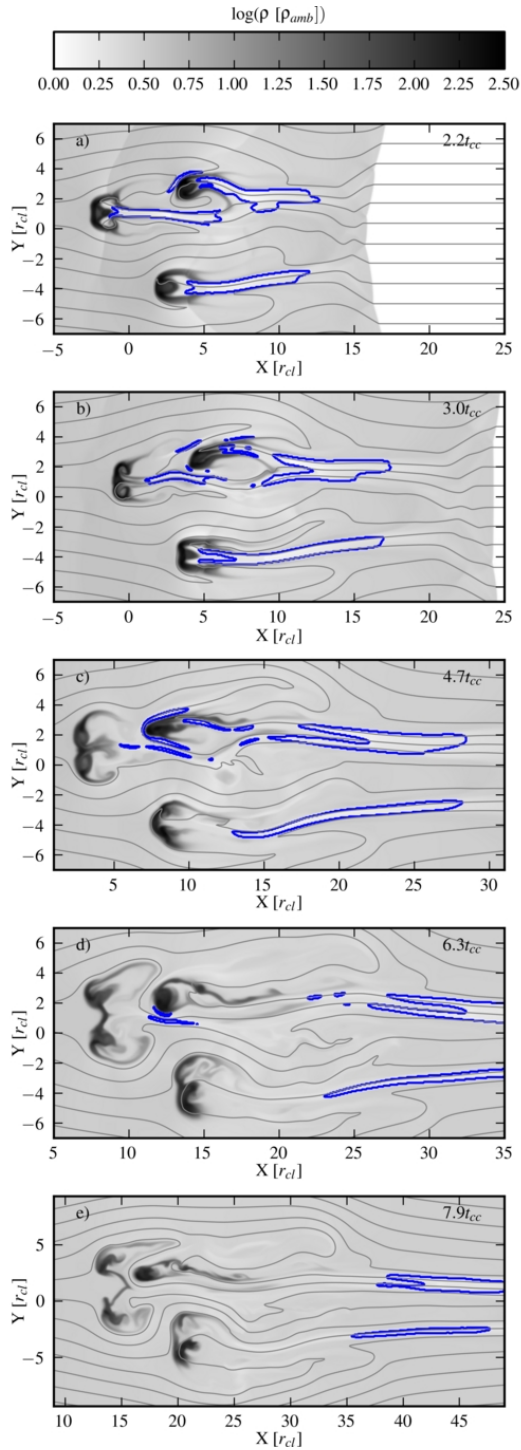 log(ρ [ρamb])
0.00 0.25 0.50 0.75 1.00 1.25 1.50 1.75 2.00 2.25 2.50
a) 2.2tcc
6
4
2
0
−2
−4
−6
Y [rcl]
−5 0 5 10 15 20 25
X [rcl]
b) 3.0tcc
6
4
2
0
−2
−4
−6
Y [rcl]
−5 0 5 10 15 20 25
X [rcl]
c) 4.7tcc
6
4
2
0
−2
−4
−6
Y [rcl]
5 10 15 20 25 30
X [rcl]
d) 6.3tcc
6
4
2
0
−2
−4
−6
Y [rcl]
5 10 15 20 25 30 35
X [rcl]
e) 7.9tcc
5
0
−5
Y [rcl]
10 15 20 25 30 35 40 45
X [rcl]